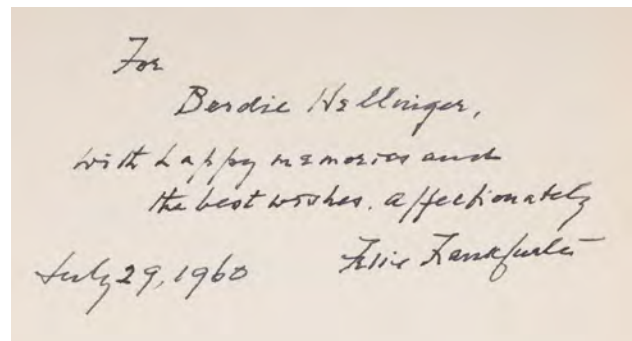 For
Berdie Hellinger,
with happy memories and
the best wishes. affectionately
Felix Frankfurter
July 29, 1960